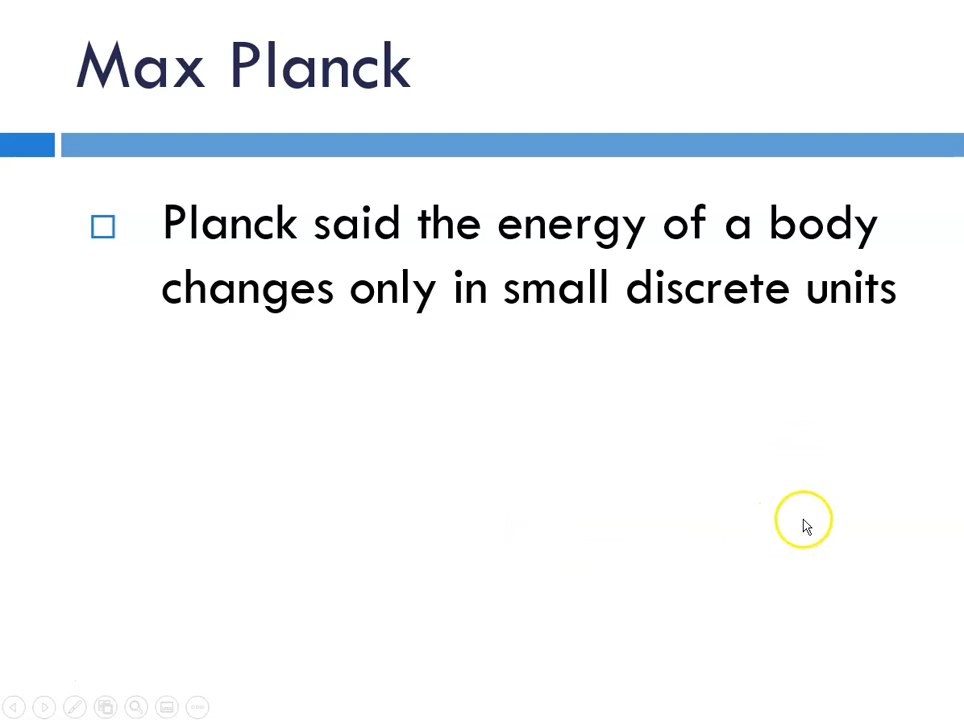 Max Planck
Planck said the energy of a body
changes only in small discrete units